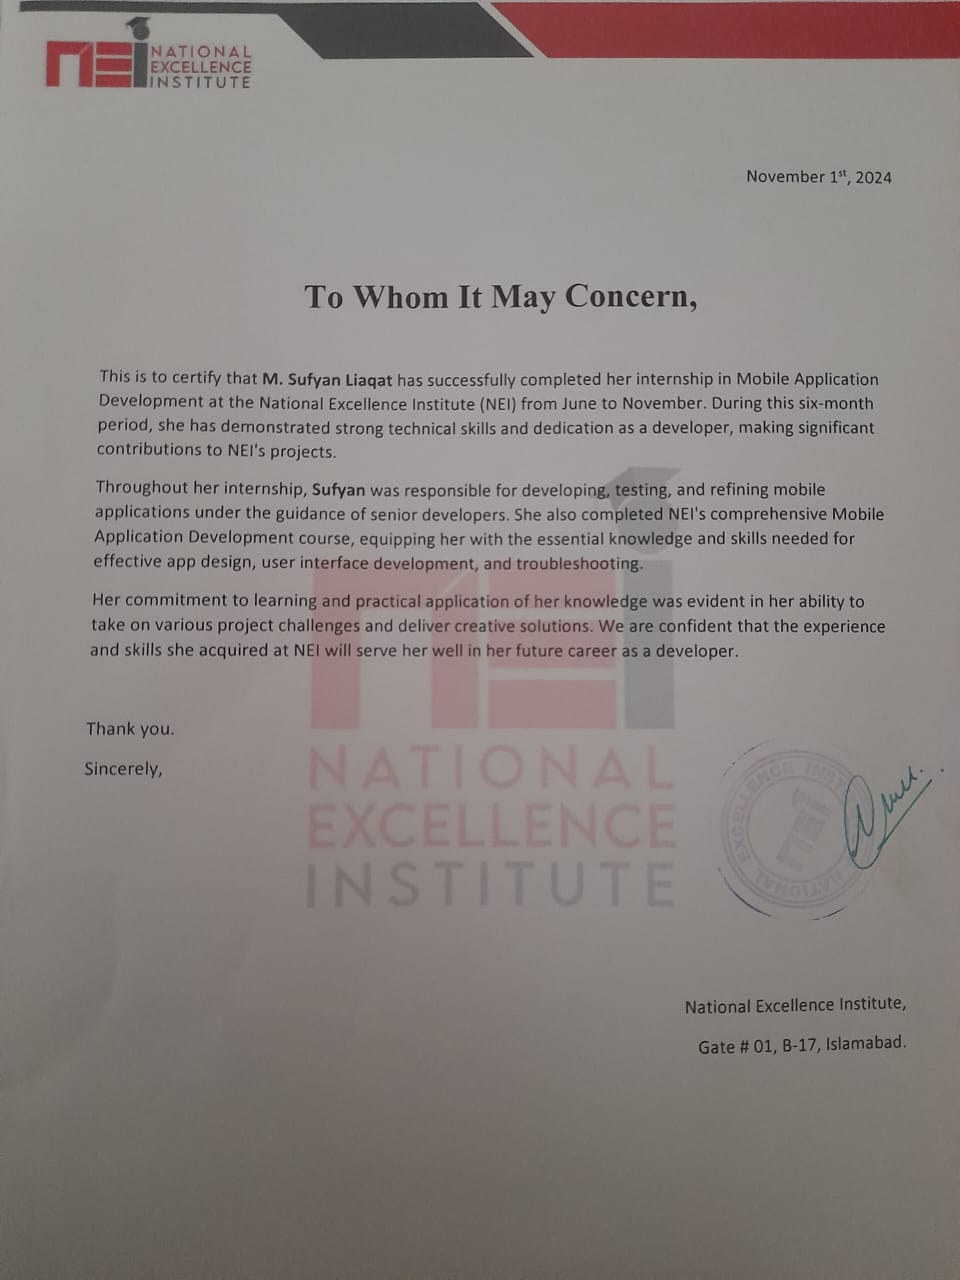 NATIONAL
EXCELLENCE
INSTITUTE
November 1st, 2024
To Whom It May Concern,
This is to certify that M. Sufyan Liaqat has successfully completed her internship in Mobile Application
Development at the National Excellence Institute (NEI) from June to November. During this six-month
period, she has demonstrated strong technical skills and dedication as a developer, making significant
contributions to NEI's projects.
Throughout her internship, Sufyan was responsible for developing, testing, and refining mobile
applications under the guidance of senior developers. She also completed NEI's comprehensive Mobile
Application Development course, equipping her with the essential knowledge and skills needed for
effective app design, user interface development, and troubleshooting.
Her commitment to learning and practical application of her knowledge was evident in her ability to
take on various project challenges and deliver creative solutions. We are confident that the experience
and skills she acquired at NEI will serve her well in her future career as a developer.
Thank you.
Sincerely,
NATIONAL
EXCELLENCE
INSTITUTE
NATIONAL EXCELLENCE
National Excellence Institute,
Gate # 01, B-17, Islamabad.